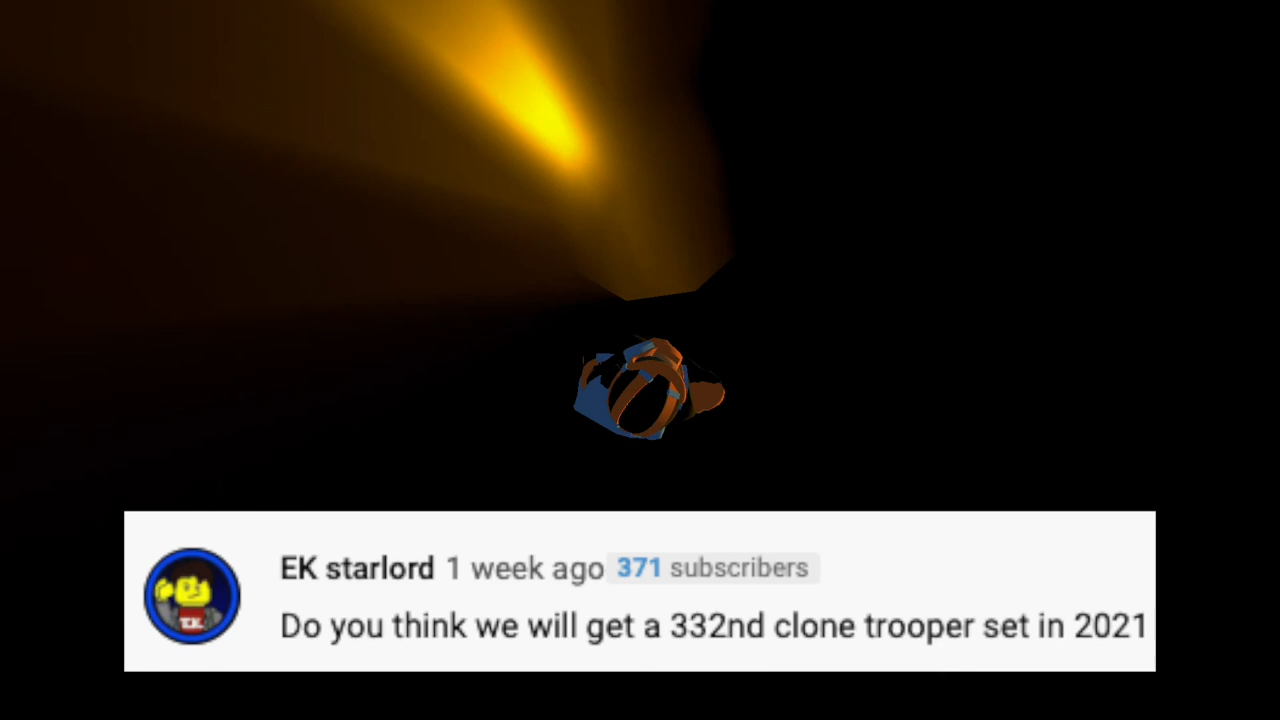 EK starlord 1 week ago 371 subscribers
Do you think we will get a 332nd clone trooper set in 2021